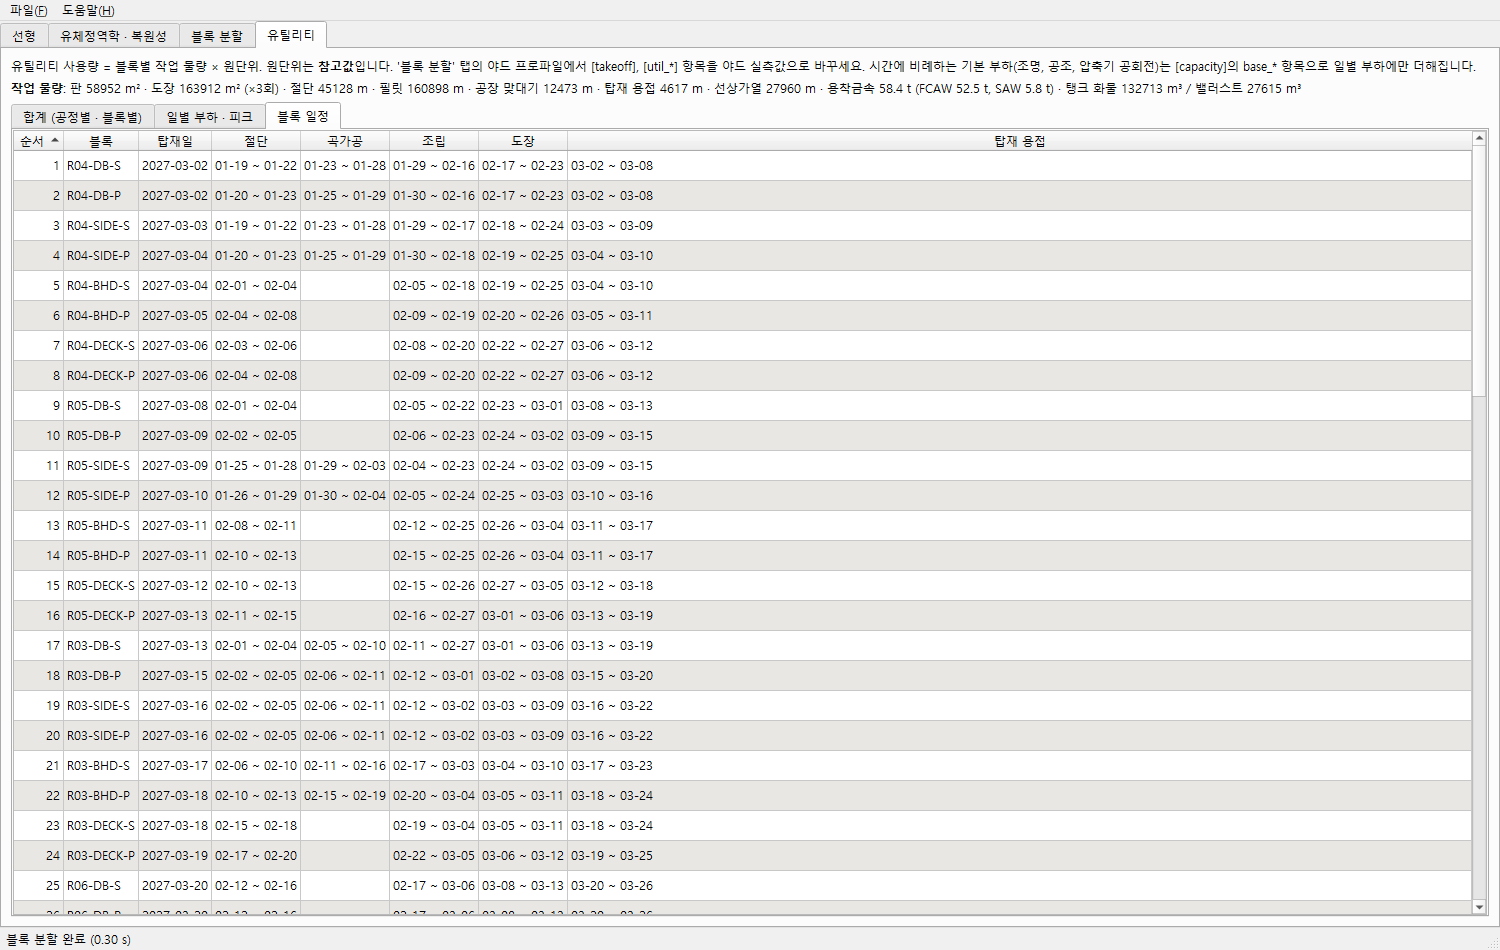 파일(F) 도움말(H)
선형 유체정역학 · 복원성 블록 분할 유틸리티
유틸리티 사용량 = 블록별 작업 물량 × 원단위. 원단위는 참고값입니다. '블록 분할' 탭의 야드 프로파일에서 [takeoff], [util_*] 항목을 야드 실측값으로 바꾸세요. 시간에 비례하는 기본 부하(조명, 공조, 압축기 공회전)는 [capacity]의 base_* 항목으로 일별 부하에만 더해집니다.
작업 물량: 판 58952 m² · 도장 163912 m² (×3회) · 절단 45128 m · 필릿 160898 m · 공장 맞대기 12473 m · 탑재 용접 4617 m · 선상가열 27960 m · 용착금속 58.4 t (FCAW 52.5 t, SAW 5.8 t) · 탱크 화물 132713 m³ / 밸러스트 27615 m³
합계 (공정별 · 블록별) 일별 부하 · 피크 블록 일정
순서 블록 탑재일 절단 곡가공 조립 도장 탑재 용접
1 R04-DB-S 2027-03-02 01-19 ~ 01-22 01-23 ~ 01-28 01-29 ~ 02-16 02-17 ~ 02-23 03-02 ~ 03-08
2 R04-DB-P 2027-03-02 01-20 ~ 01-23 01-25 ~ 01-29 01-30 ~ 02-16 02-17 ~ 02-23 03-02 ~ 03-08
3 R04-SIDE-S 2027-03-03 01-19 ~ 01-22 01-23 ~ 01-28 01-29 ~ 02-17 02-18 ~ 02-24 03-03 ~ 03-09
4 R04-SIDE-P 2027-03-04 01-20 ~ 01-23 01-25 ~ 01-29 01-30 ~ 02-18 02-19 ~ 02-25 03-04 ~ 03-10
5 R04-BHD-S 2027-03-04 02-01 ~ 02-04 02-05 ~ 02-18 02-19 ~ 02-25 03-04 ~ 03-10
6 R04-BHD-P 2027-03-05 02-04 ~ 02-08 02-09 ~ 02-19 02-20 ~ 02-26 03-05 ~ 03-11
7 R04-DECK-S 2027-03-06 02-03 ~ 02-06 02-08 ~ 02-20 02-22 ~ 02-27 03-06 ~ 03-12
8 R04-DECK-P 2027-03-06 02-04 ~ 02-08 02-09 ~ 02-20 02-22 ~ 02-27 03-06 ~ 03-12
9 R05-DB-S 2027-03-08 02-01 ~ 02-04 02-05 ~ 02-22 02-23 ~ 03-01 03-08 ~ 03-13
10 R05-DB-P 2027-03-09 02-02 ~ 02-05 02-06 ~ 02-23 02-24 ~ 03-02 03-09 ~ 03-15
11 R05-SIDE-S 2027-03-09 01-25 ~ 01-28 01-29 ~ 02-03 02-04 ~ 02-23 02-24 ~ 03-02 03-09 ~ 03-15
12 R05-SIDE-P 2027-03-10 01-26 ~ 01-29 01-30 ~ 02-04 02-05 ~ 02-24 02-25 ~ 03-03 03-10 ~ 03-16
13 R05-BHD-S 2027-03-11 02-08 ~ 02-11 02-12 ~ 02-25 02-26 ~ 03-04 03-11 ~ 03-17
14 R05-BHD-P 2027-03-11 02-10 ~ 02-13 02-15 ~ 02-25 02-26 ~ 03-04 03-11 ~ 03-17
15 R05-DECK-S 2027-03-12 02-10 ~ 02-13 02-15 ~ 02-26 02-27 ~ 03-05 03-12 ~ 03-18
16 R05-DECK-P 2027-03-13 02-11 ~ 02-15 02-16 ~ 02-27 03-01 ~ 03-06 03-13 ~ 03-19
17 R03-DB-S 2027-03-13 02-01 ~ 02-04 02-05 ~ 02-10 02-11 ~ 02-27 03-01 ~ 03-06 03-13 ~ 03-19
18 R03-DB-P 2027-03-15 02-02 ~ 02-05 02-06 ~ 02-11 02-12 ~ 03-01 03-02 ~ 03-08 03-15 ~ 03-20
19 R03-SIDE-S 2027-03-16 02-02 ~ 02-05 02-06 ~ 02-11 02-12 ~ 03-02 03-03 ~ 03-09 03-16 ~ 03-22
20 R03-SIDE-P 2027-03-16 02-02 ~ 02-05 02-06 ~ 02-11 02-12 ~ 03-02 03-03 ~ 03-09 03-16 ~ 03-22
21 R03-BHD-S 2027-03-17 02-06 ~ 02-10 02-11 ~ 02-16 02-17 ~ 03-03 03-04 ~ 03-10 03-17 ~ 03-23
22 R03-BHD-P 2027-03-18 02-10 ~ 02-13 02-15 ~ 02-19 02-20 ~ 03-04 03-05 ~ 03-11 03-18 ~ 03-24
23 R03-DECK-S 2027-03-18 02-15 ~ 02-18 02-19 ~ 03-04 03-05 ~ 03-11 03-18 ~ 03-24
24 R03-DECK-P 2027-03-19 02-17 ~ 02-20 02-22 ~ 03-05 03-06 ~ 03-12 03-19 ~ 03-25
25 R06-DB-S 2027-03-20 02-12 ~ 02-16 02-17 ~ 03-06 03-08 ~ 03-13 03-20 ~ 03-26
블록 분할 완료 (0.30 s)